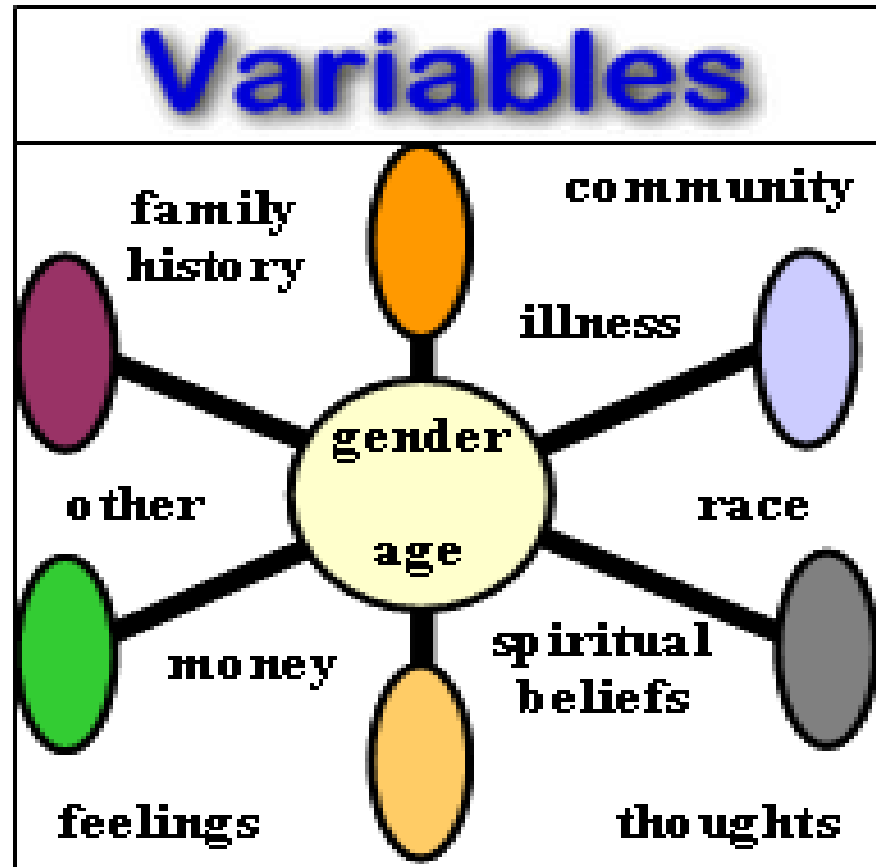 Variables
family
history
community
illness
gender
age
other
race
money
spiritual
beliefs
feelings
thoughts